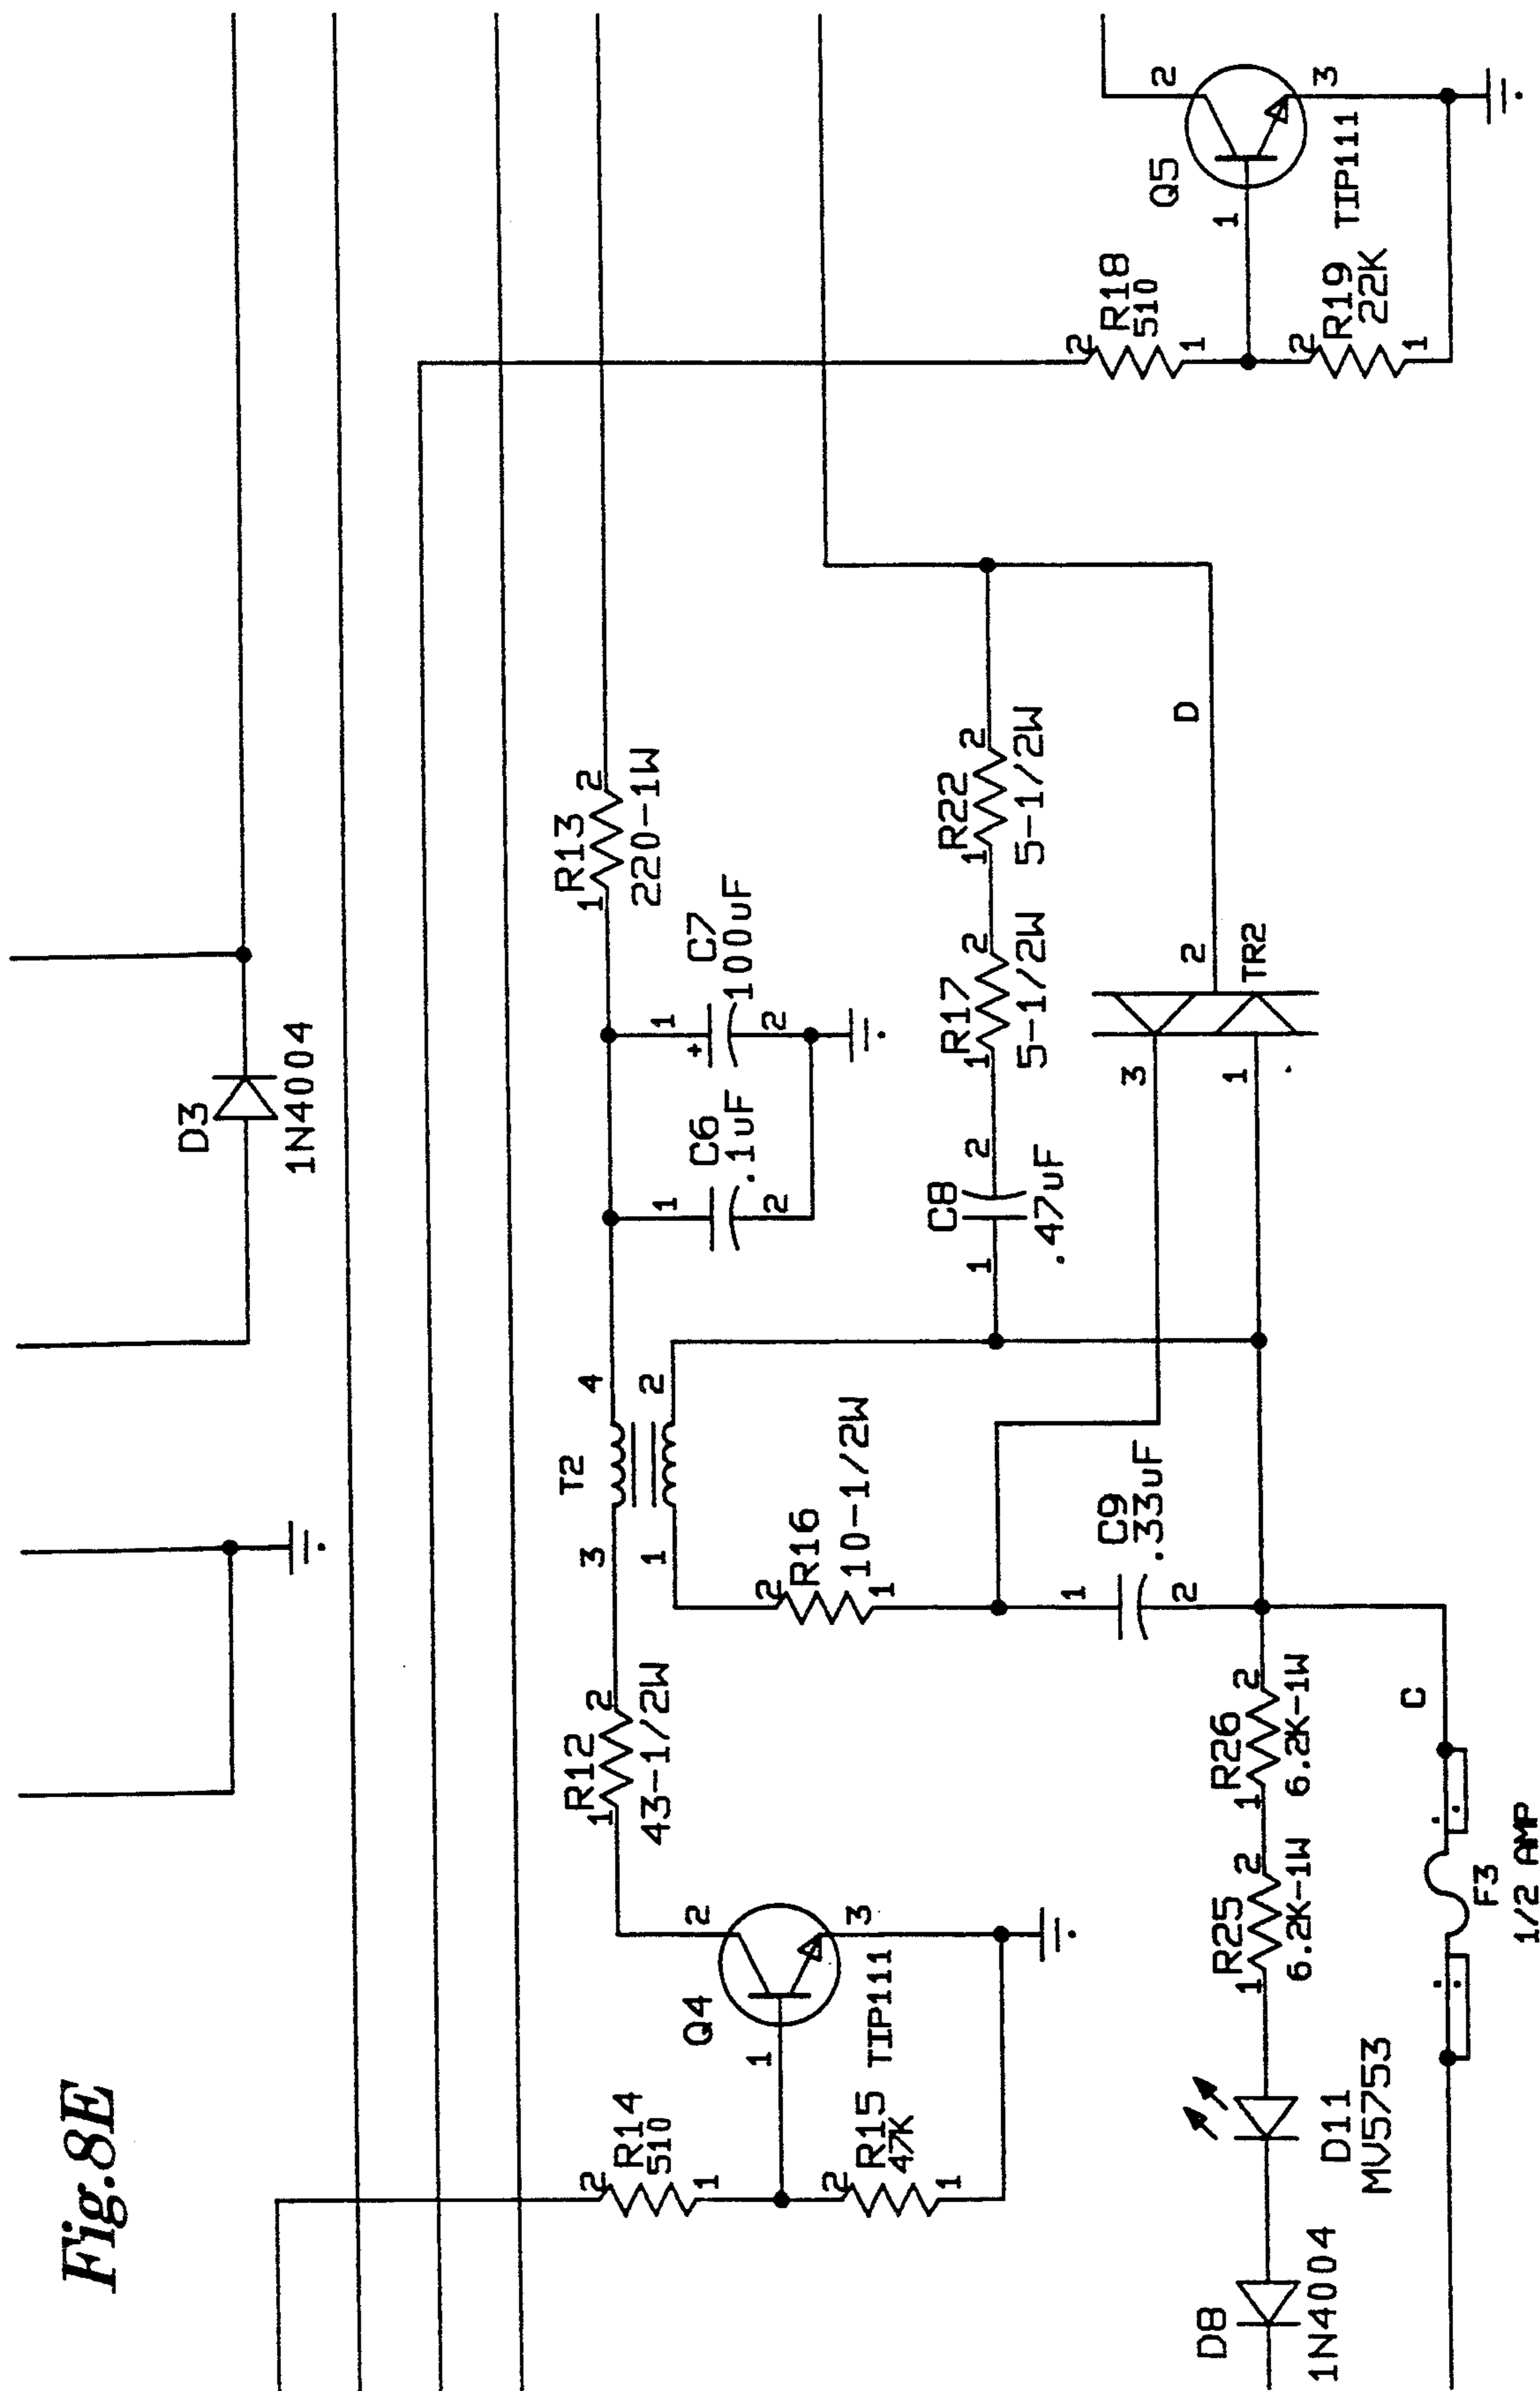 Fig.8E
D3
1N4004
T2
3
4
1
2
R12
1
2
43-1/2W
R13
1
2
220-1W
C6
.1uF
1
2
C7
100uF
+
1
2
R14
510
2
1
R15
47K
2
1
Q4
1
2
3
TIP111
R16
10-1/2W
2
1
C8
.47uF
1
2
R17
1
2
5-1/2W
R22
1
2
5-1/2W
C9
.33uF
1
2
TR2
3
1
2
D
R18
510
2
1
R19
22K
2
1
Q5
1
2
3
TIP111
D8
1N4004
D11
MV5753
R25
1
2
6.2K-1W
R26
1
2
6.2K-1W
C
F3
1/2 AMP